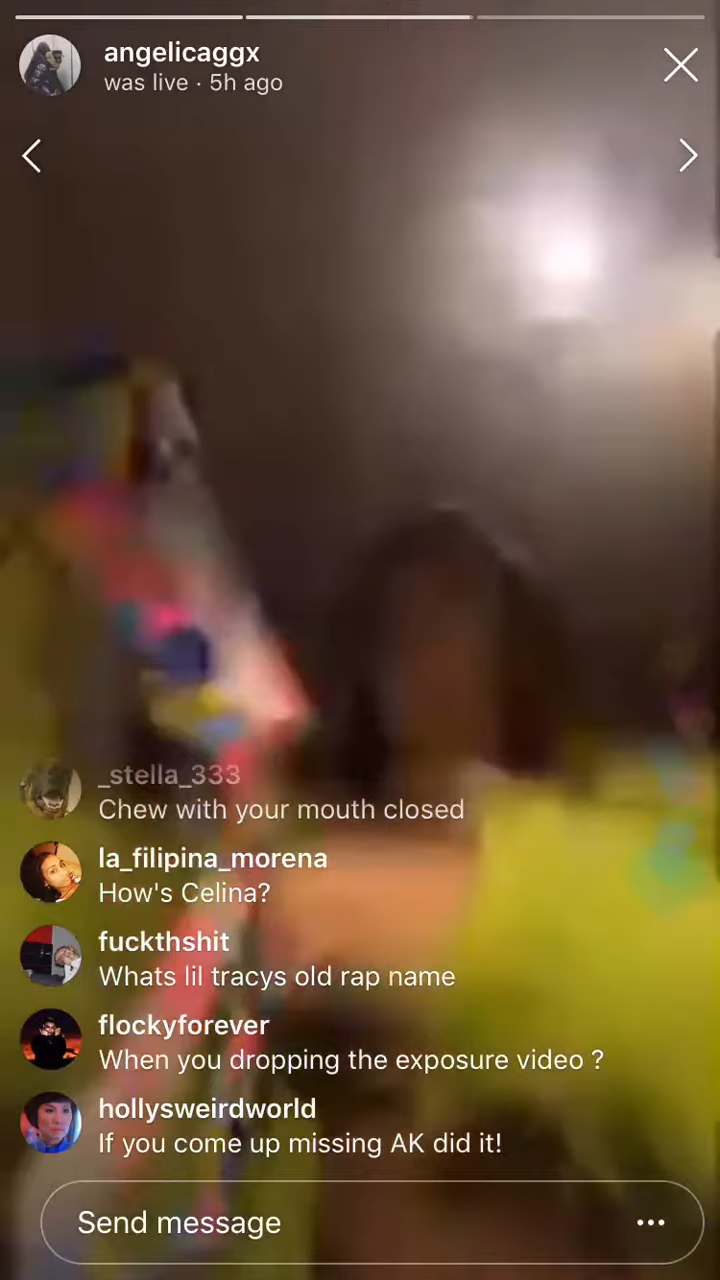 angelicaggx
was live · 5h ago
_stella_333
Chew with your mouth closed
la_filipina_morena
How's Celina?
fuckthshit
Whats lil tracys old rap name
flockyforever
When you dropping the exposure video ?
hollysweirdworld
If you come up missing AK did it!
Send message